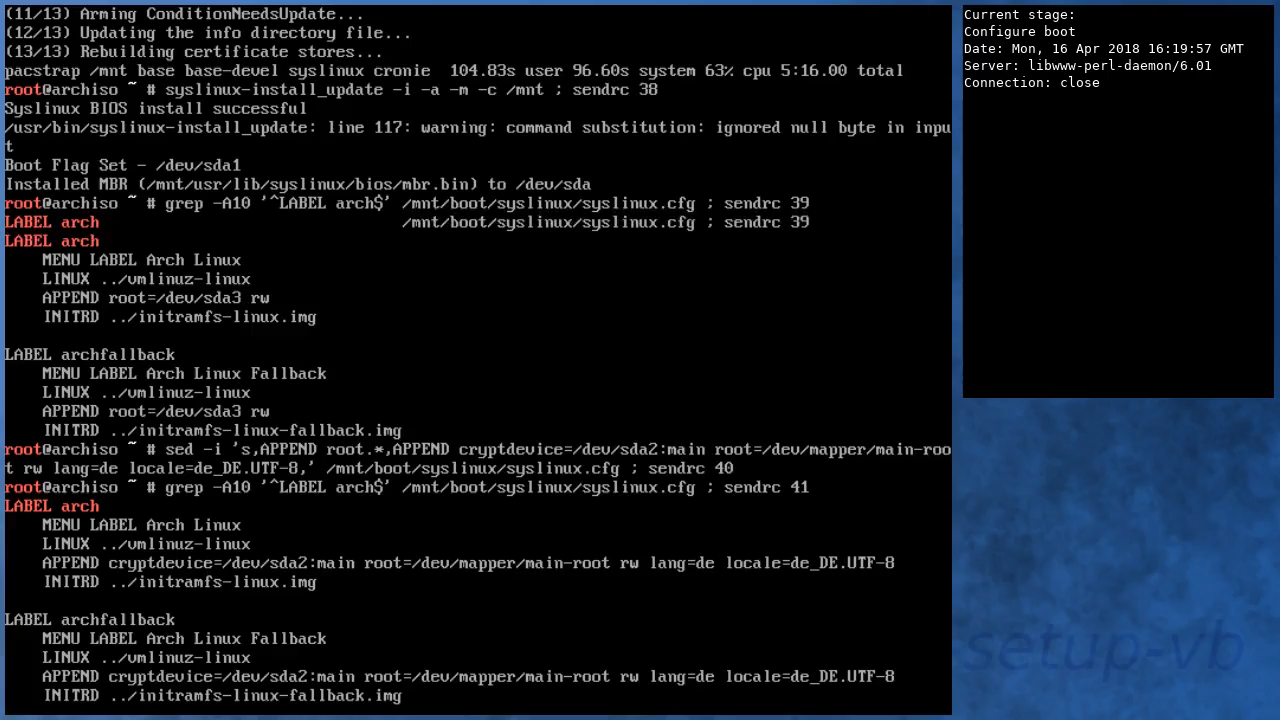 (11/13) Arming ConditionNeedsUpdate...
(12/13) Updating the info directory file...
(13/13) Rebuilding certificate stores...
pacstrap /mnt base base-devel syslinux cronie  104.83s user 96.60s system 63% cpu 5:16.00 total
root@archiso ~ # syslinux-install_update -i -a -m -c /mnt ; sendrc 38
Syslinux BIOS install successful
/usr/bin/syslinux-install_update: line 117: warning: command substitution: ignored null byte in inpu
t
Boot Flag Set - /dev/sda1
Installed MBR (/mnt/usr/lib/syslinux/bios/mbr.bin) to /dev/sda
root@archiso ~ # grep -A10 '^LABEL arch$' /mnt/boot/syslinux/syslinux.cfg ; sendrc 39
LABEL arch                                /mnt/boot/syslinux/syslinux.cfg ; sendrc 39
LABEL arch
    MENU LABEL Arch Linux
    LINUX ../vmlinuz-linux
    APPEND root=/dev/sda3 rw
    INITRD ../initramfs-linux.img

LABEL archfallback
    MENU LABEL Arch Linux Fallback
    LINUX ../vmlinuz-linux
    APPEND root=/dev/sda3 rw
    INITRD ../initramfs-linux-fallback.img
root@archiso ~ # sed -i 's,APPEND root.*,APPEND cryptdevice=/dev/sda2:main root=/dev/mapper/main-roo
t rw lang=de locale=de_DE.UTF-8,' /mnt/boot/syslinux/syslinux.cfg ; sendrc 40
root@archiso ~ # grep -A10 '^LABEL arch$' /mnt/boot/syslinux/syslinux.cfg ; sendrc 41
LABEL arch
    MENU LABEL Arch Linux
    LINUX ../vmlinuz-linux
    APPEND cryptdevice=/dev/sda2:main root=/dev/mapper/main-root rw lang=de locale=de_DE.UTF-8
    INITRD ../initramfs-linux.img

LABEL archfallback
    MENU LABEL Arch Linux Fallback
    LINUX ../vmlinuz-linux
    APPEND cryptdevice=/dev/sda2:main root=/dev/mapper/main-root rw lang=de locale=de_DE.UTF-8
    INITRD ../initramfs-linux-fallback.img
Current stage:
Configure boot
Date: Mon, 16 Apr 2018 16:19:57 GMT
Server: libwww-perl-daemon/6.01
Connection: close
setup-vb